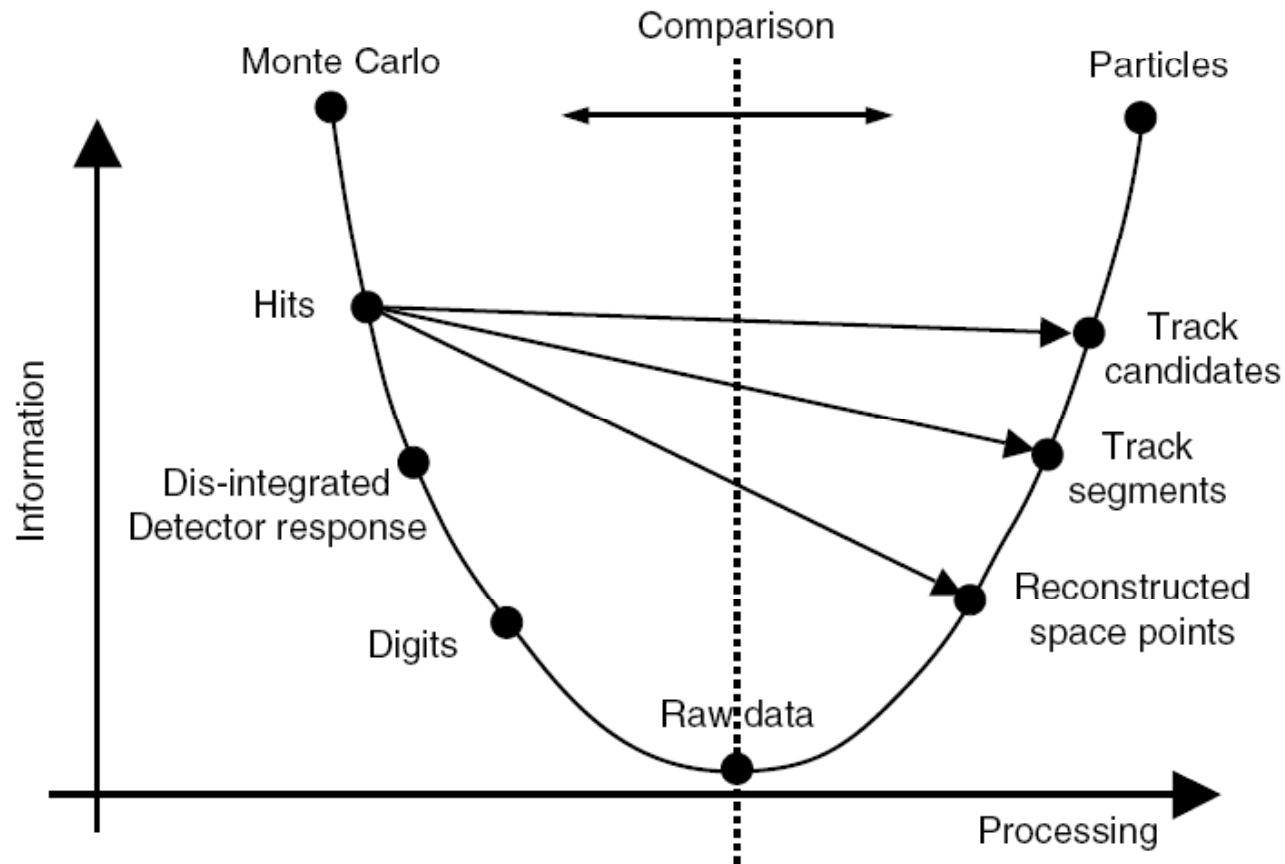 Comparison
Monte Carlo
Particles
Hits
Track
candidates
Information
Track
segments
Dis-integrated
Detector response
Reconstructed
space points
Digits
Raw data
Processing